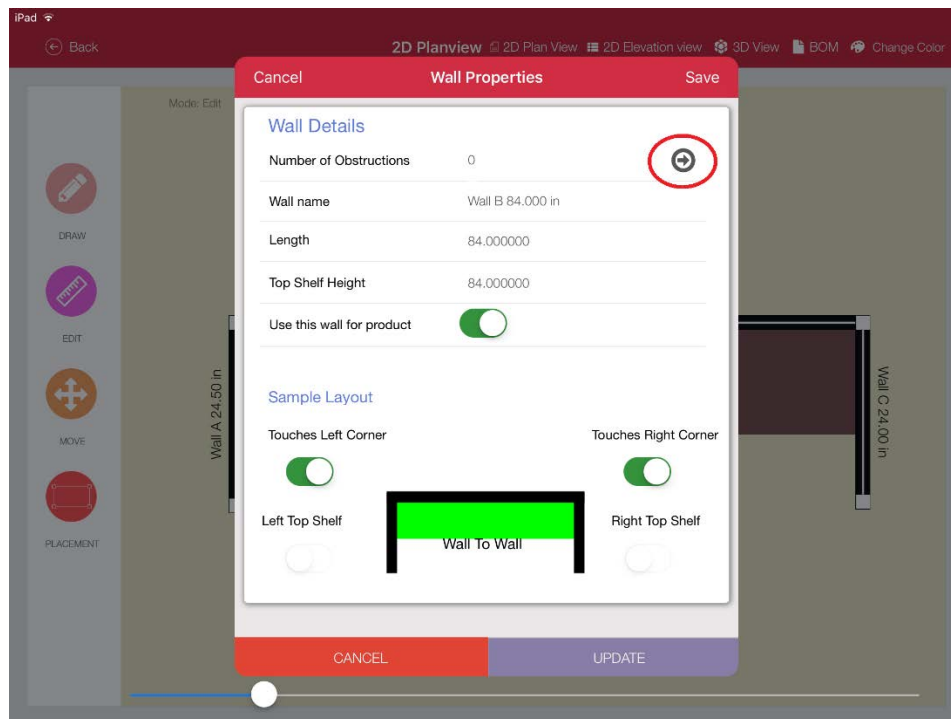 iPad
Back
2D Planview 2D Plan View 2D Elevation view 3D View BOM Change Color
Cancel Wall Properties Save
Mode: Edit
Wall Details
Number of Obstructions 0
Wall name Wall B 84.000 in
Length 84.000000
Top Shelf Height 84.000000
Use this wall for product
Sample Layout
Touches Left Corner Touches Right Corner
Left Top Shelf Right Top Shelf
Wall To Wall
CANCEL UPDATE
DRAW
EDIT
MOVE
PLACEMENT
Wall A 24.50 in
Wall C 24.00 in